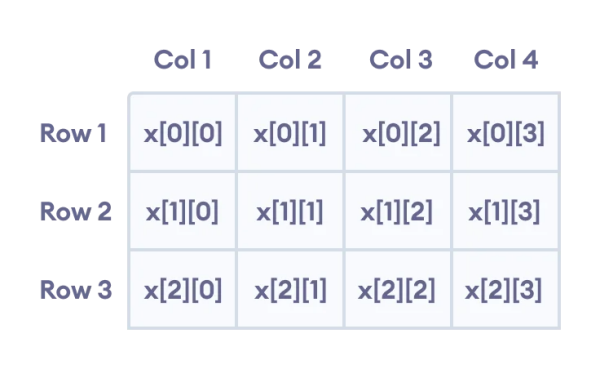 Col 1 Col 2 Col 3 Col 4
Row 1 x[0][0] x[0][1] x[0][2] x[0][3]
Row 2 x[1][0] x[1][1] x[1][2] x[1][3]
Row 3 x[2][0] x[2][1] x[2][2] x[2][3]